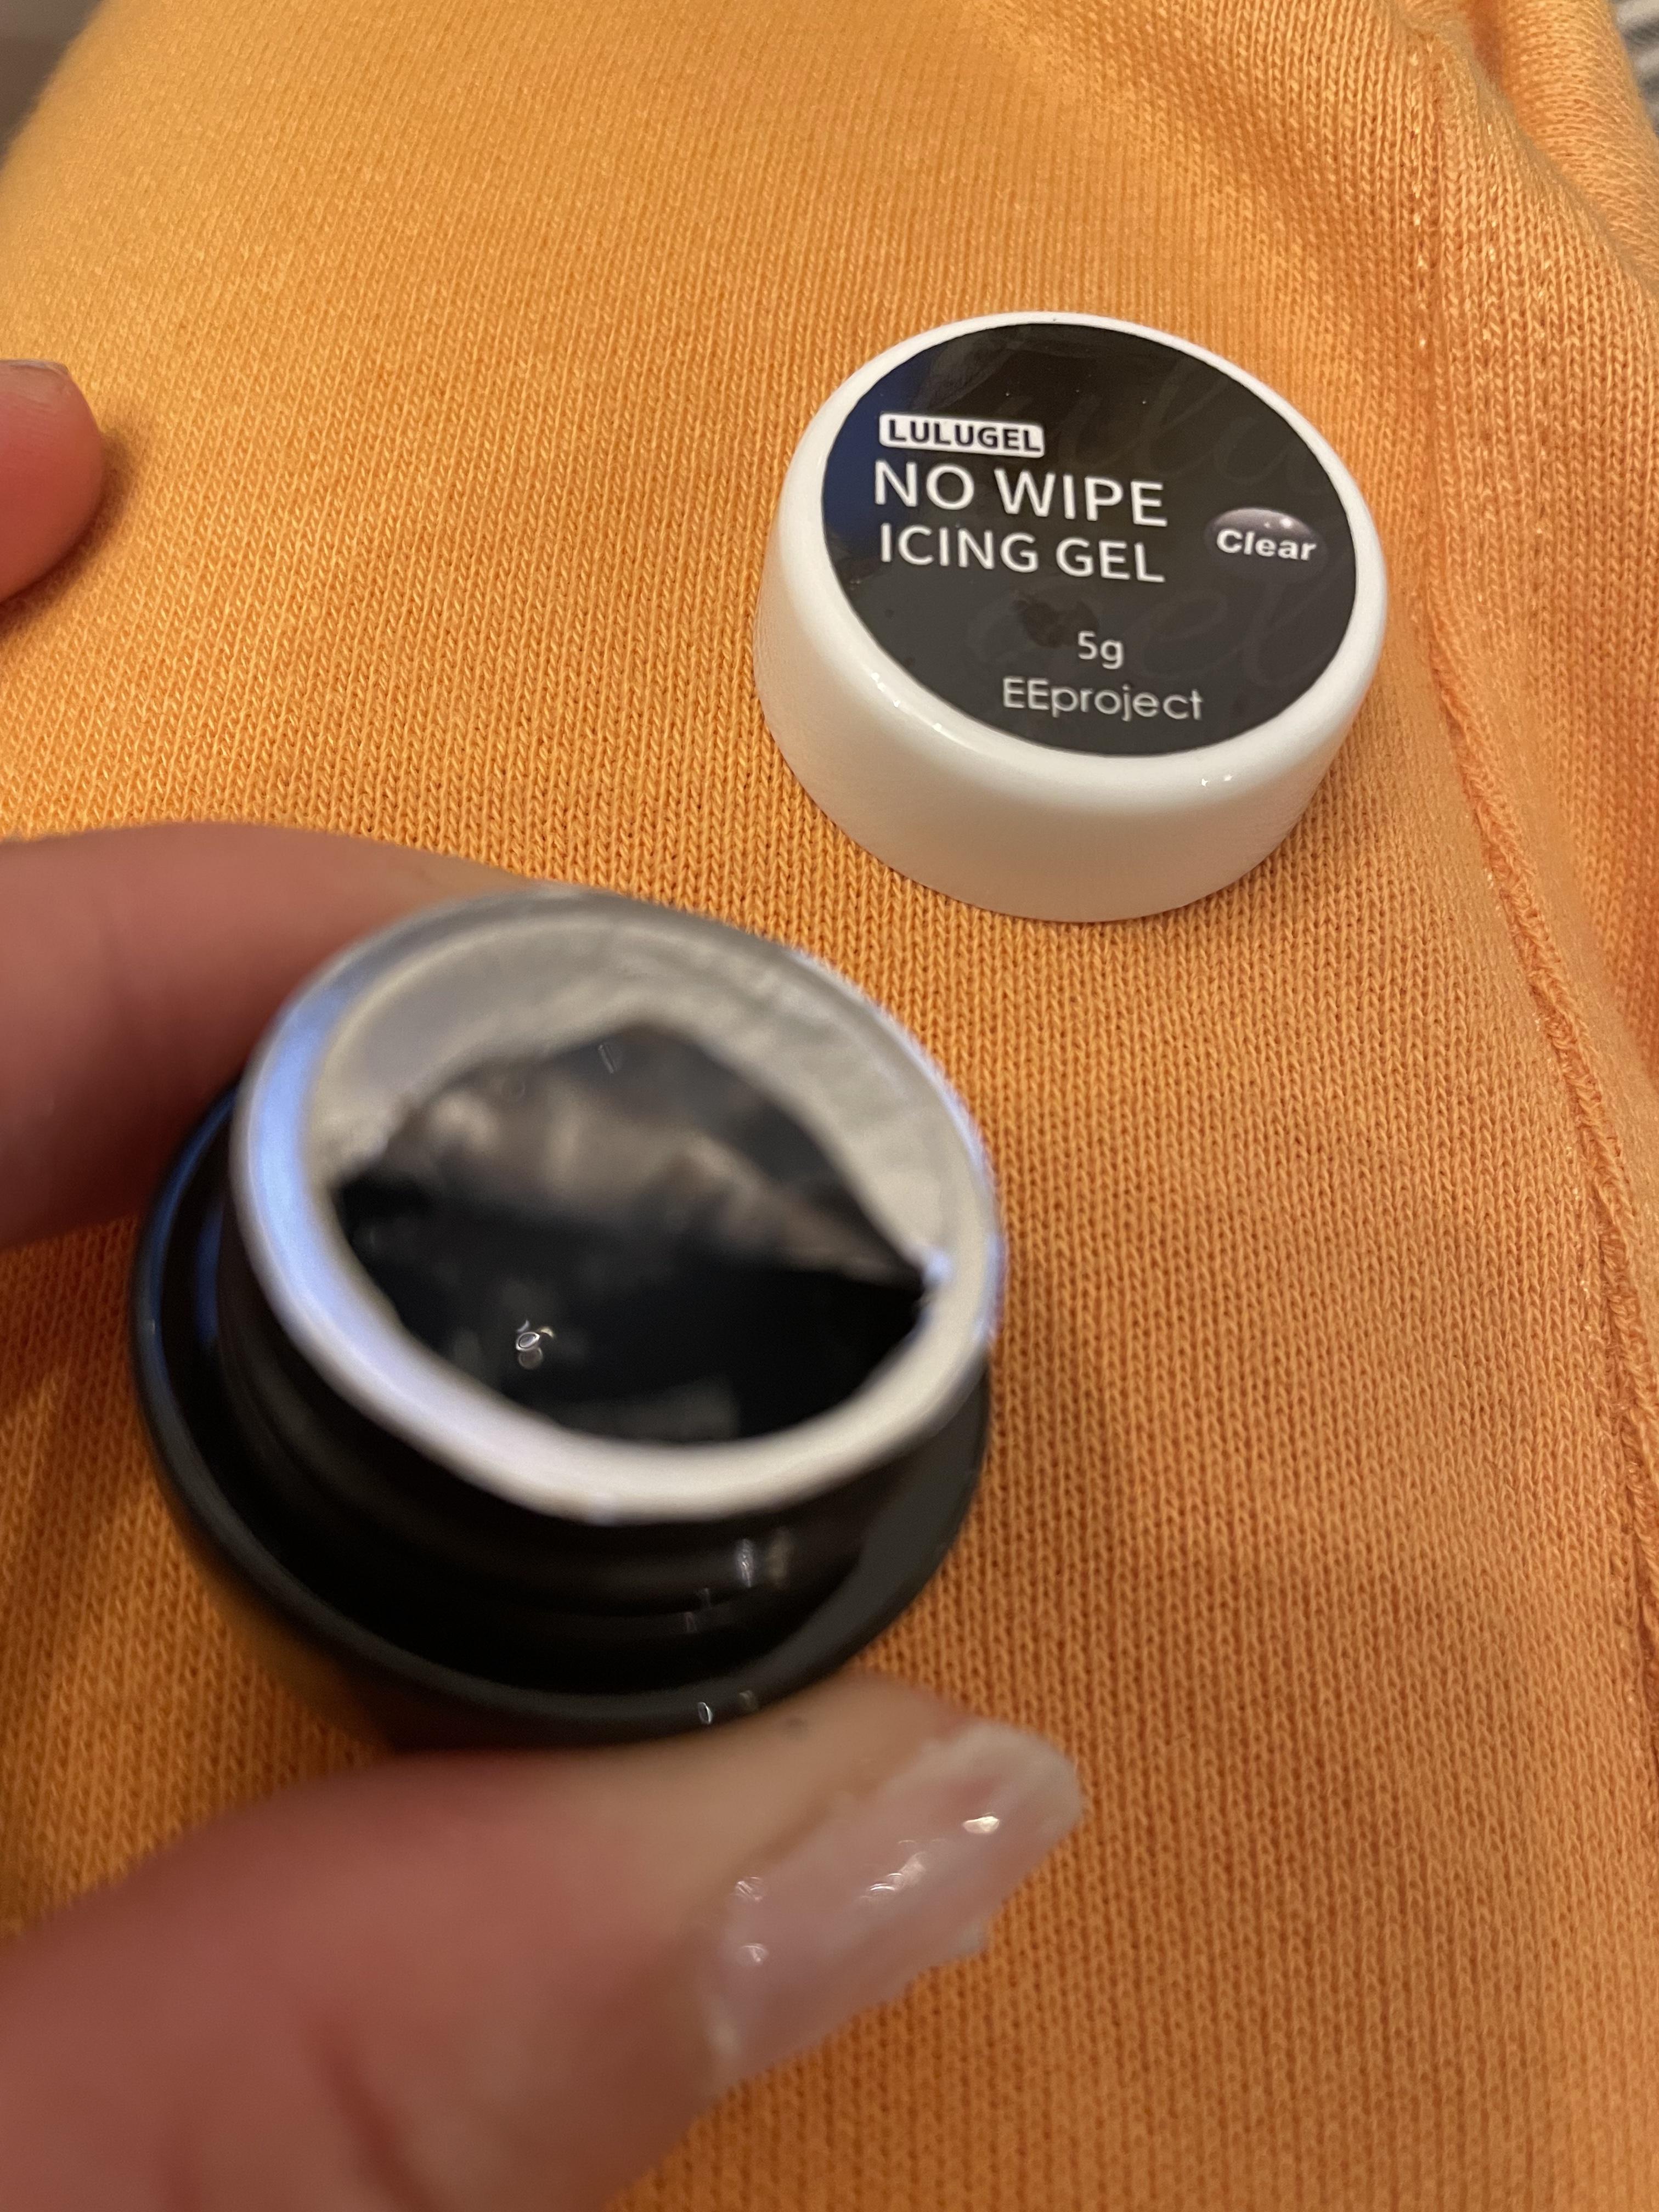 LULUGEL
NO WIPE
ICING GEL
Clear
5g
EEproject